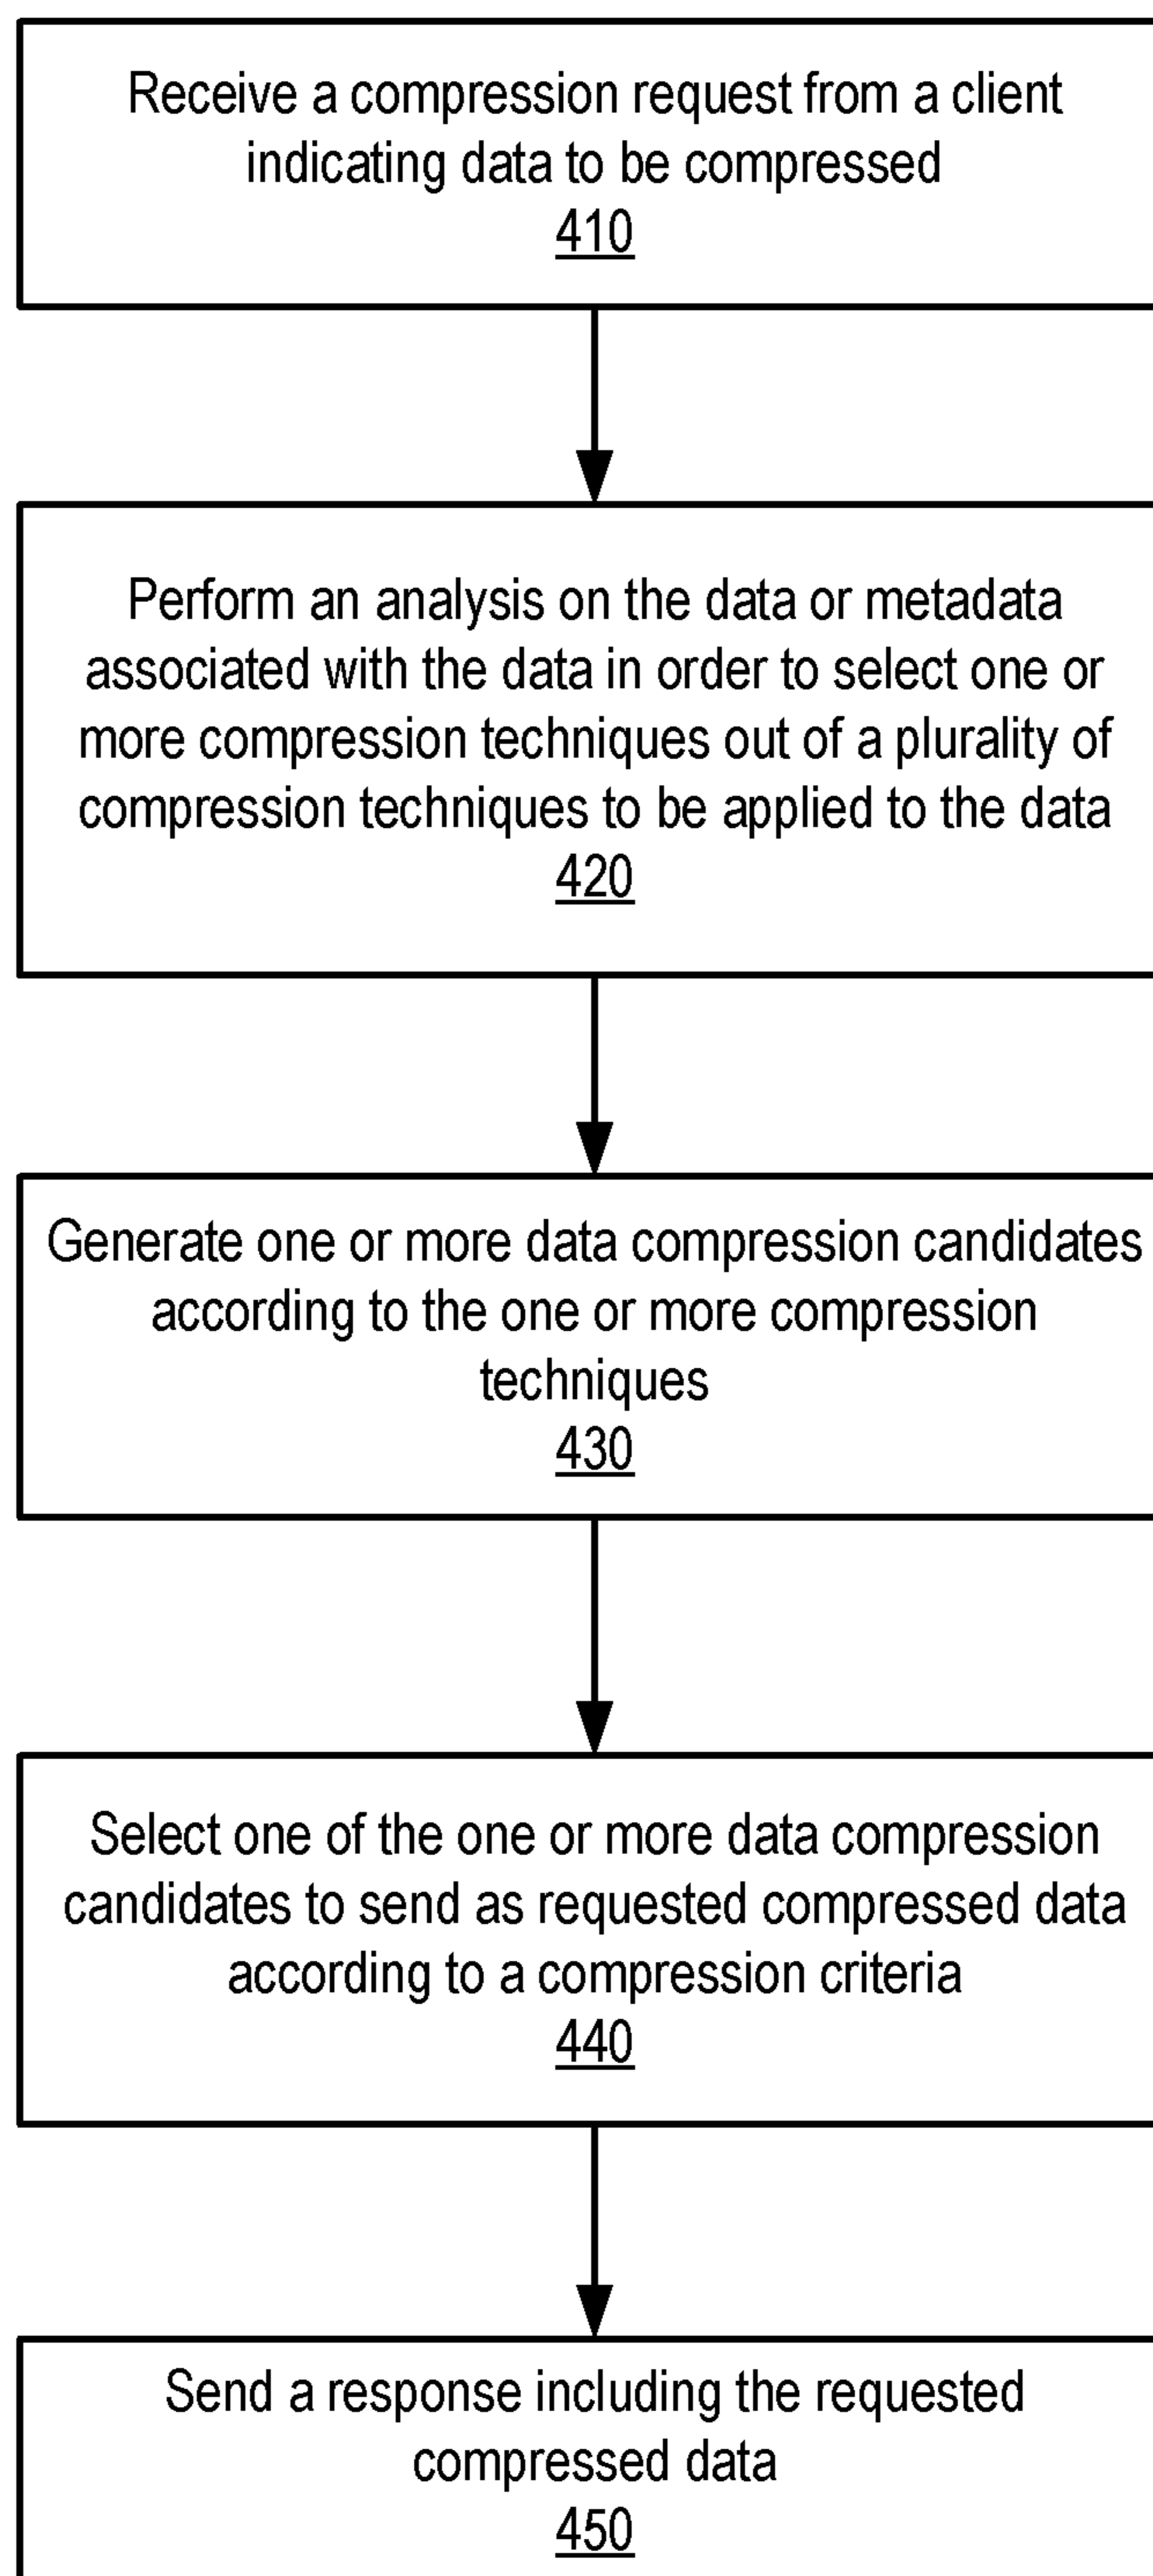 Receive a compression request from a client
indicating data to be compressed
410
Perform an analysis on the data or metadata
associated with the data in order to select one or
more compression techniques out of a plurality of
compression techniques to be applied to the data
420
Generate one or more data compression candidates
according to the one or more compression
techniques
430
Select one of the one or more data compression
candidates to send as requested compressed data
according to a compression criteria
440
Send a response including the requested
compressed data
450